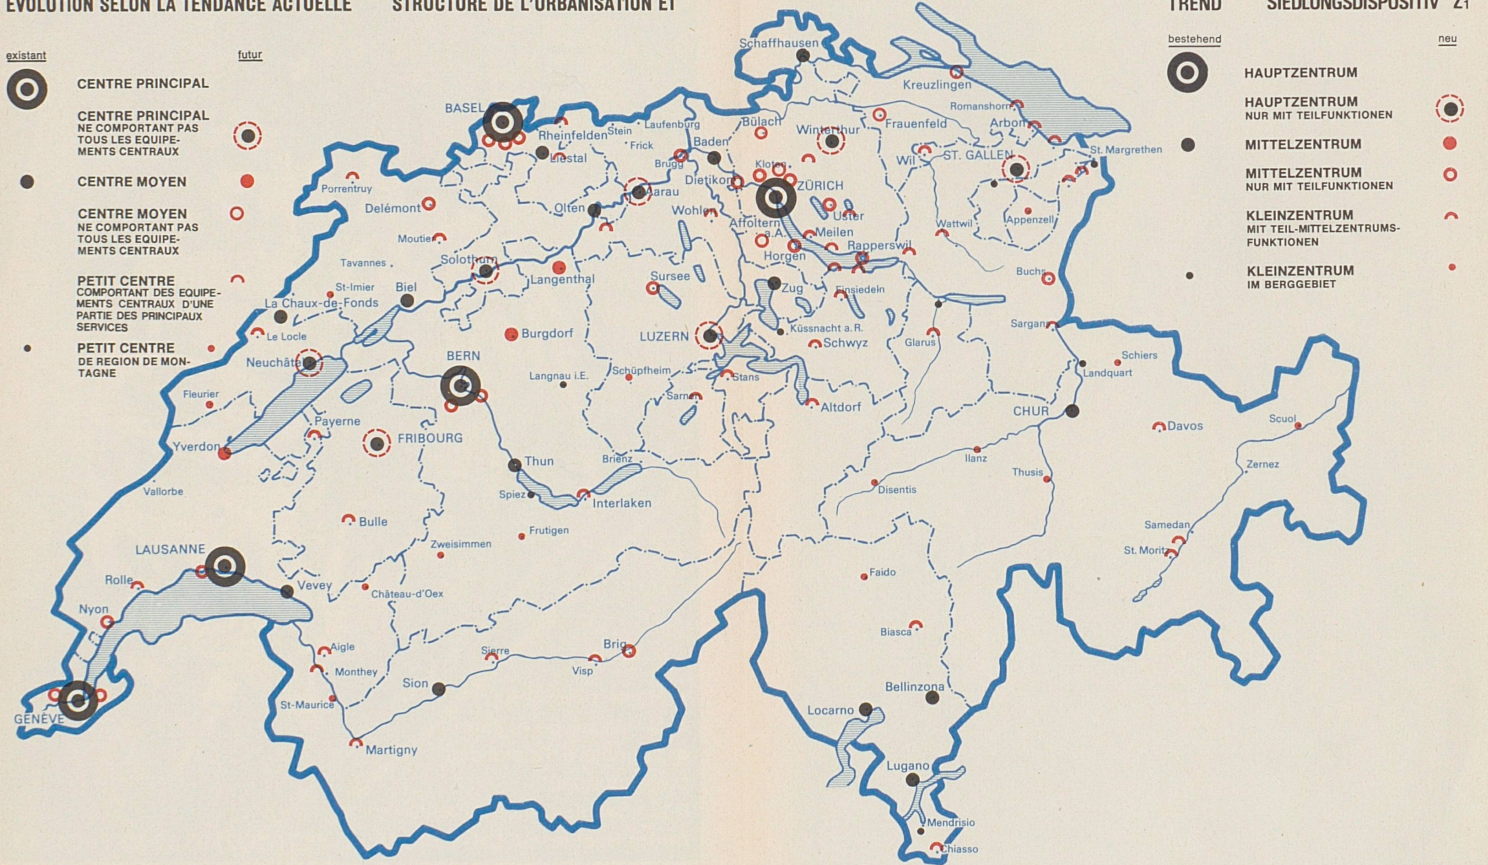 EVOLUTION SELON LA TENDANCE ACTUELLE
STRUCTURE DE L'URBANISATION ET
TREND
SIEDLUNGSDISPOSITIV Z1
existant
futur
CENTRE PRINCIPAL
CENTRE PRINCIPAL
NE COMPORTANT PAS
TOUS LES EQUIPE-
MENTS CENTRAUX
CENTRE MOYEN
CENTRE MOYEN
NE COMPORTANT PAS
TOUS LES EQUIPE-
MENTS CENTRAUX
PETIT CENTRE
COMPORTANT DES EQUIPE-
MENTS CENTRAUX D'UNE
PARTIE DES PRINCIPAUX
SERVICES
PETIT CENTRE
DE REGION DE MON-
TAGNE
bestehend
neu
HAUPTZENTRUM
HAUPTZENTRUM
NUR MIT TEILFUNKTIONEN
MITTELZENTRUM
MITTELZENTRUM
NUR MIT TEILFUNKTIONEN
KLEINZENTRUM
MIT TEIL-MITTELZENTRUMS-
FUNKTIONEN
KLEINZENTRUM
IM BERGGEBIET
Schaffhausen
Kreuzlingen
Romanshorn
Arbon
BASEL
Rheinfelden
Stein
Laufenburg
Frick
Liestal
Brugg
Baden
Bülach
Winterthur
Frauenfeld
Wil
ST. GALLEN
St. Margrethen
Kloten
Dietikon
ZÜRICH
Porrentruy
Delémont
Olten
Aarau
Wohlen
Affoltern
a.A.
Uster
Meilen
Wattwil
Appenzell
Moutier
Tavannes
Solothurn
Langenthal
Sursee
Horgen
Rapperswil
Buchs
St-Imier
Biel
La Chaux-de-Fonds
Le Locle
Zug
Einsiedeln
Sargans
Neuchâtel
Burgdorf
LUZERN
Küssnacht a.R.
Schwyz
Glarus
BERN
Langnau i.E.
Schüpfheim
Stans
Sarnen
Altdorf
Schiers
Landquart
Fleurier
Payerne
FRIBOURG
CHUR
Davos
Scuol
Yverdon
Vallorbe
Thun
Brienz
Spiez
Interlaken
Ilanz
Thusis
Zernez
Disentis
Bulle
Zweisimmen
Frutigen
Samedan
St. Moritz
LAUSANNE
Rolle
Vevey
Château-d'Oex
Nyon
Faido
Aigle
Monthey
Sierre
Visp
Brig
Biasca
Sion
St-Maurice
GENÈVE
Martigny
Bellinzona
Locarno
Lugano
Mendrisio
Chiasso